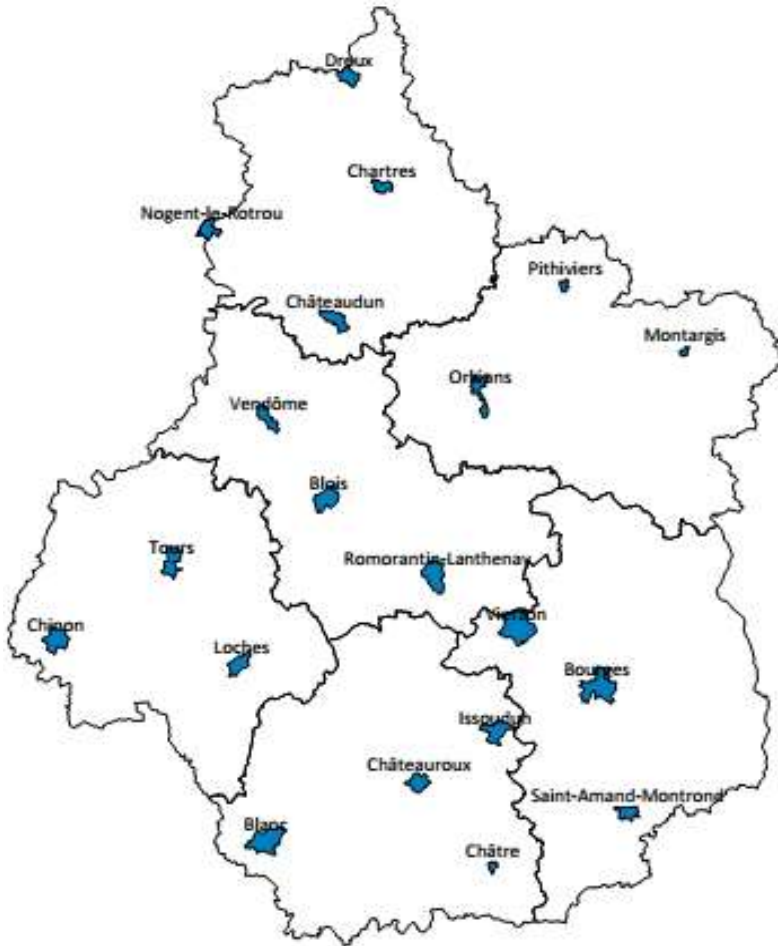 Dreux
Chartres
Nogent-le-Rotrou
Pithiviers
Châteaudun
Montargis
Orléans
Vendôme
Blois
Tours
Romorantin-Lanthenay
Vierzon
Chinon
Loches
Bourges
Issoudun
Châteauroux
Saint-Amand-Montrond
Blanc
Châtre